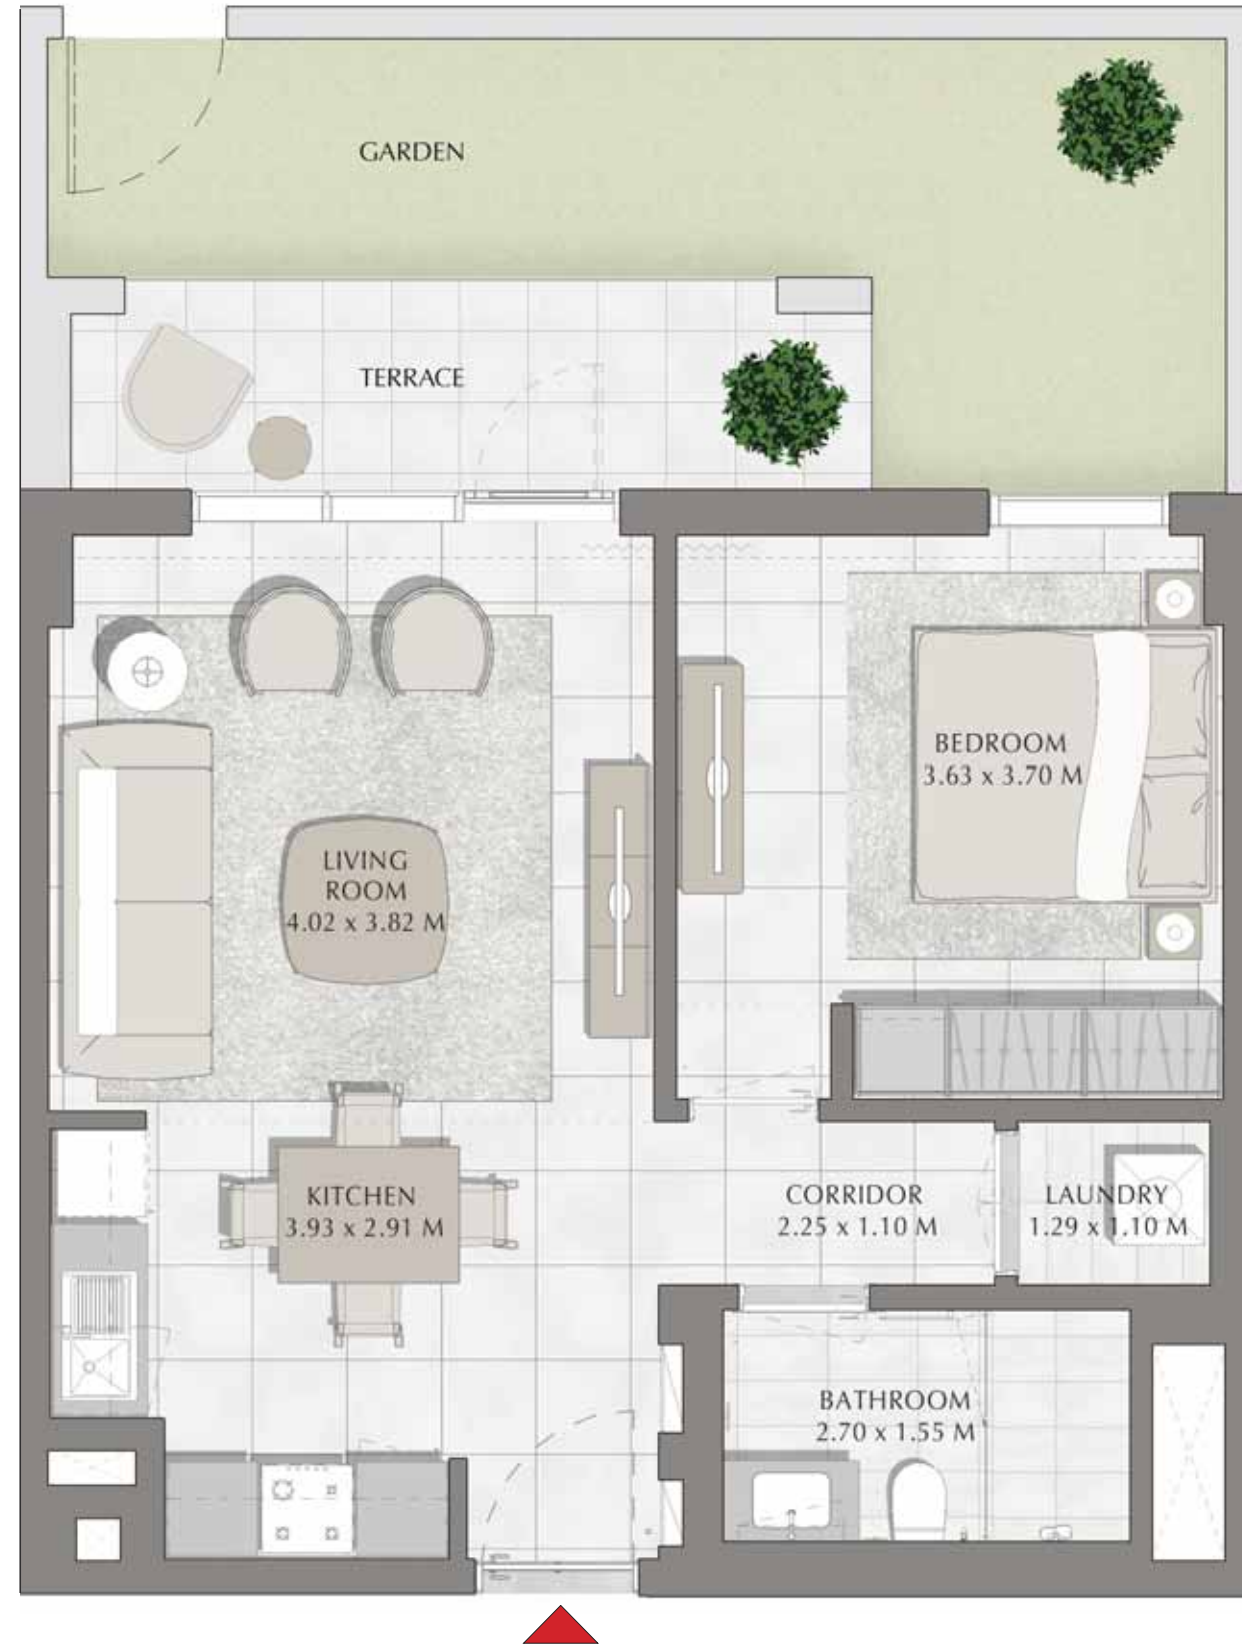 GARDEN
TERRACE
BEDROOM
3.63 x 3.70 M
LIVING
ROOM
4.02 x 3.82 M
KITCHEN
3.93 x 2.91 M
CORRIDOR
2.25 x 1.10 M
LAUNDRY
1.29 x 1.10 M
BATHROOM
2.70 x 1.55 M